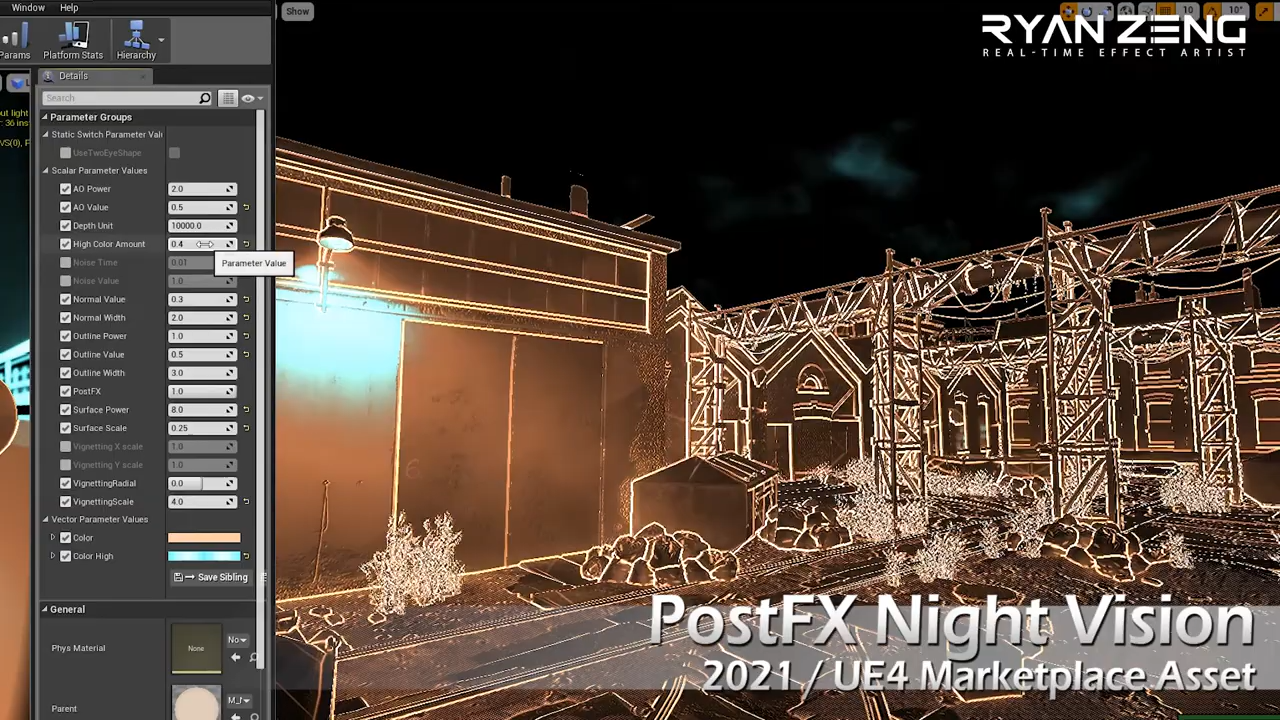 Window Help
Show
10
10°
RYAN ZENG
REAL-TIME EFFECT ARTIST
Params
Platform Stats
Hierarchy
Details
Search
Parameter Groups
Static Switch Parameter Valu
UseTwoEyeShape
Scalar Parameter Values
AO Power 2.0
AO Value 0.5
Depth Unit 10000.0
High Color Amount 0.4
Parameter Value
Noise Time 0.01
Noise Value 1.0
Normal Value 0.3
Normal Width 2.0
Outline Power 1.0
Outline Value 0.5
Outline Width 3.0
PostFX 1.0
Surface Power 8.0
Surface Scale 0.25
Vignetting X scale 1.0
Vignetting Y scale 1.0
VignettingRadial 0.0
VignettingScale 4.0
Vector Parameter Values
Color
Color High
Save Sibling
General
Phys Material
None
No
Parent
M_I
PostFX Night Vision
2021 / UE4 Marketplace Asset